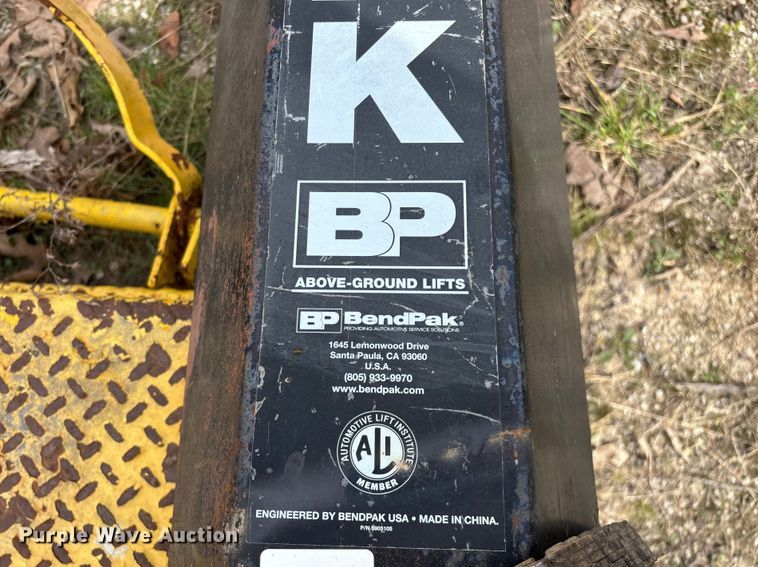 K
BP
ABOVE-GROUND LIFTS
BP BendPak®
PROVIDING AUTOMOTIVE SERVICE SOLUTIONS
1645 Lemonwood Drive
Santa Paula, CA 93060
U.S.A.
(805) 933-9970
www.bendpak.com
AUTOMOTIVE LIFT INSTITUTE
ALI
MEMBER
ENGINEERED BY BENDPAK USA • MADE IN CHINA.
P/N 5905105
Purple Wave Auction